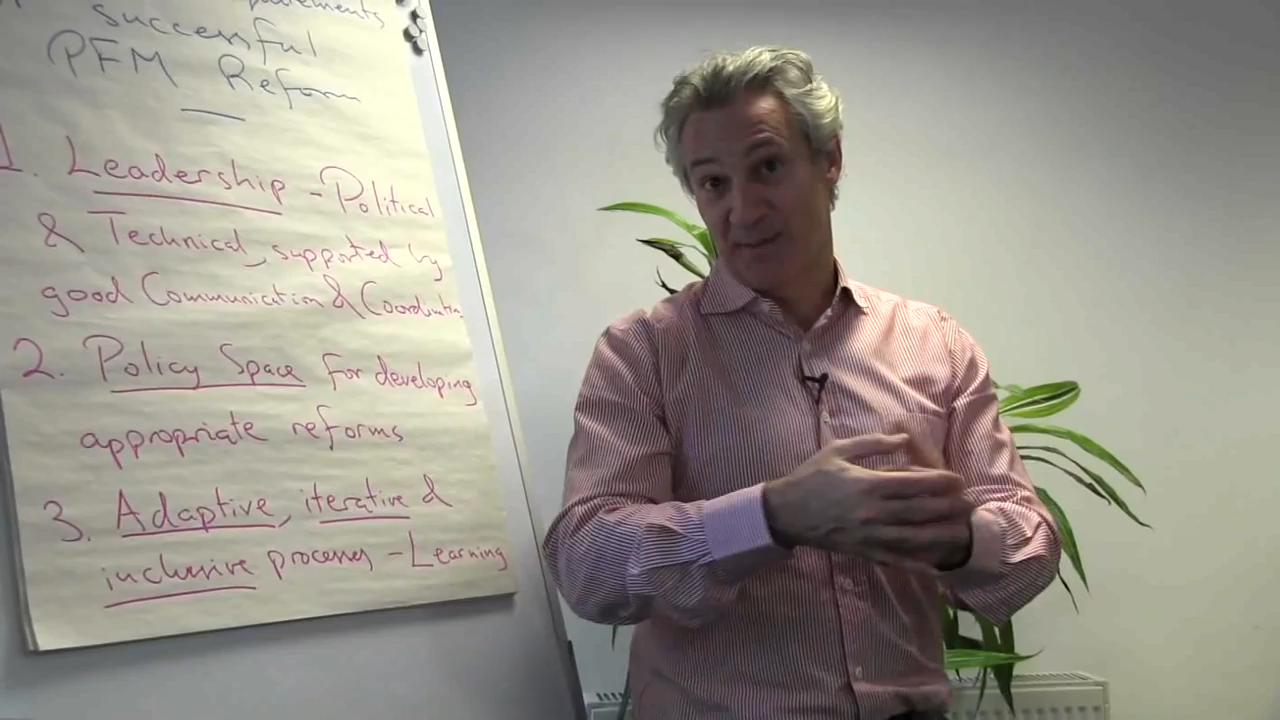 successful
PFM Reform
1. Leadership - Political
& Technical, supported by
good Communication & Coordination
2. Policy Space for developing
appropriate reforms
3. Adaptive, iterative &
inclusive processes - Learning